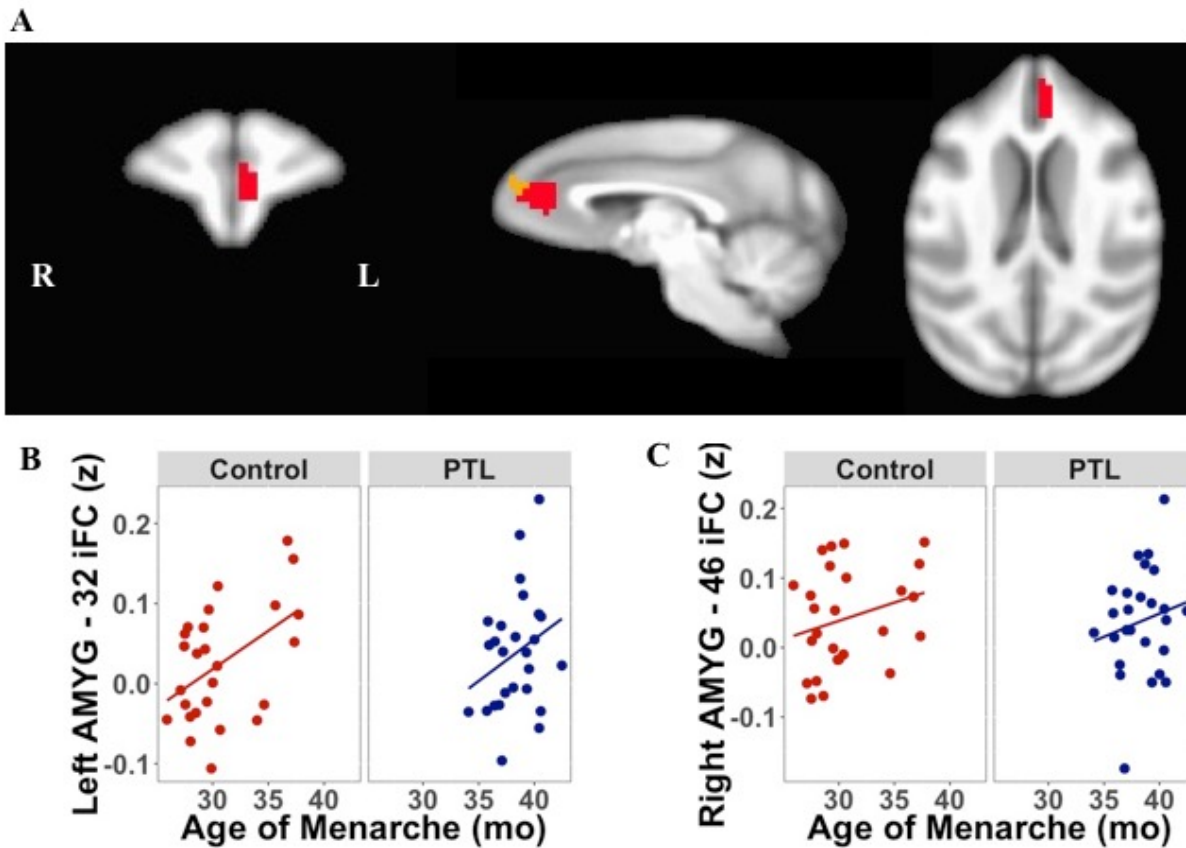 A
R
L
B
Left AMYG - 32 iFC (z)
Control
PTL
0.2
0.1
0.0
-0.1
30
35
40
30
35
40
Age of Menarche (mo)
C
Right AMYG - 46 iFC (z)
Control
PTL
0.2
0.1
0.0
-0.1
30
35
40
30
35
40
Age of Menarche (mo)